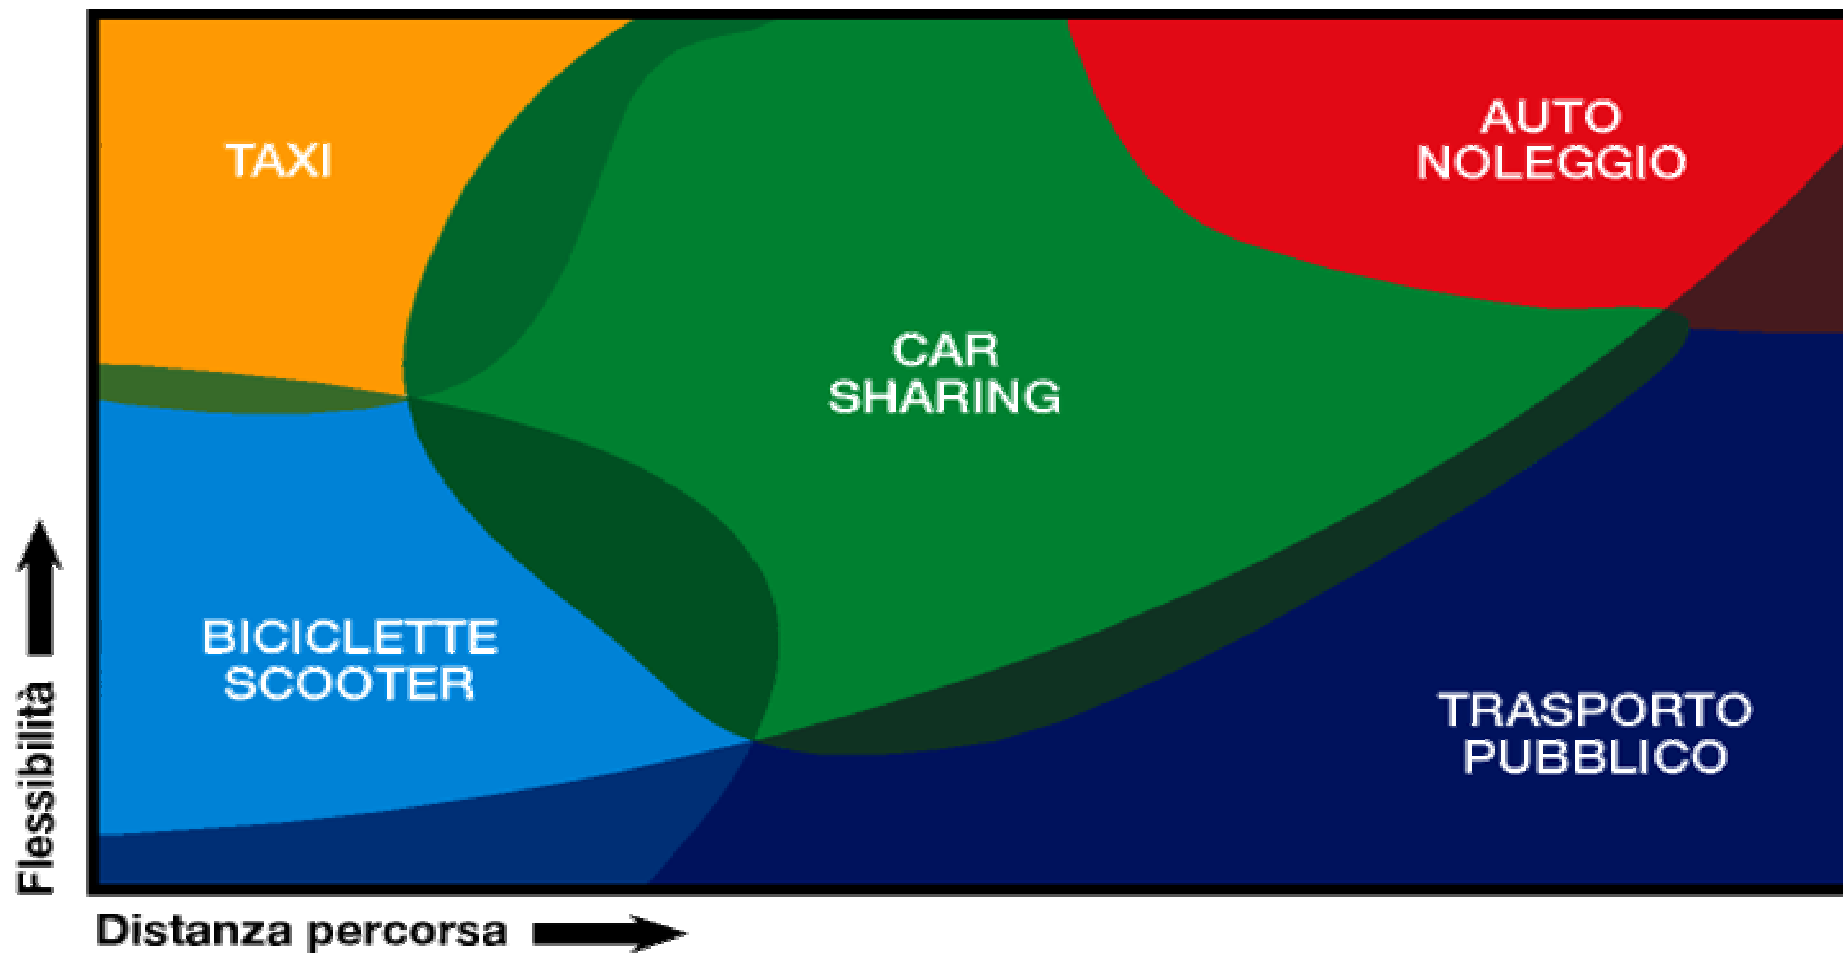 TAXI
AUTO
NOLEGGIO
CAR
SHARING
BICICLETTE
SCOOTER
TRASPORTO
PUBBLICO
Flessibilità
Distanza percorsa